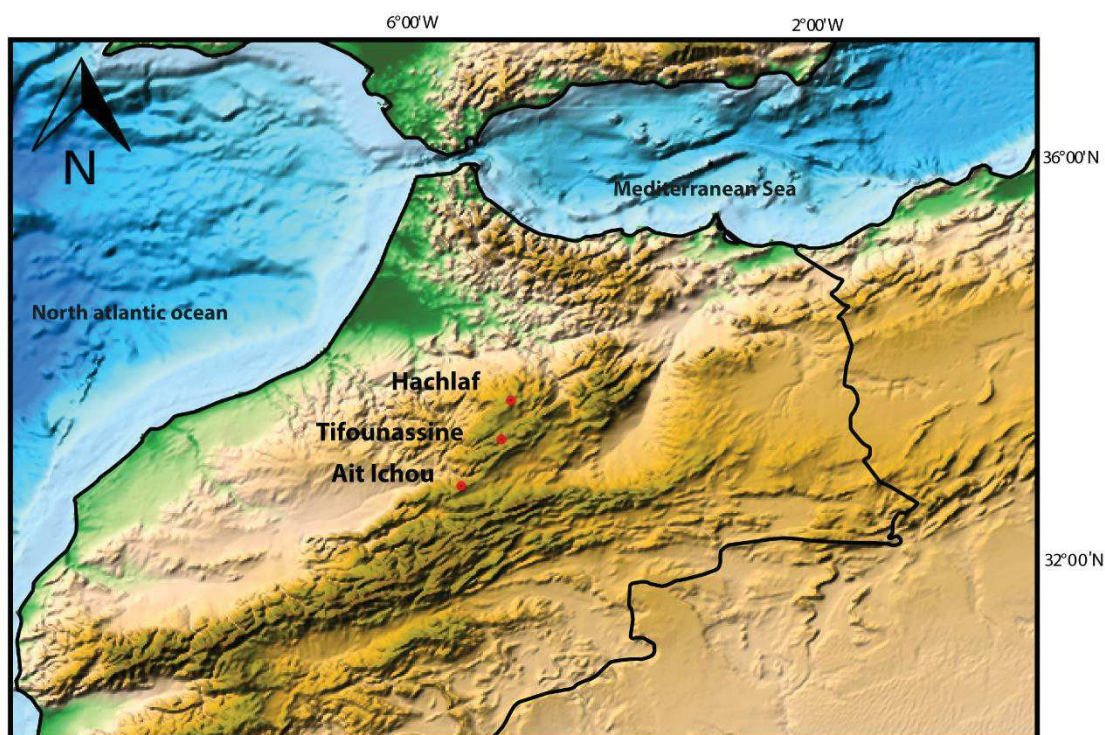 6°00'W
2°00'W
N
36°00'N
Mediterranean Sea
North atlantic ocean
Hachlaf
Tifounassine
Ait Ichou
32°00'N